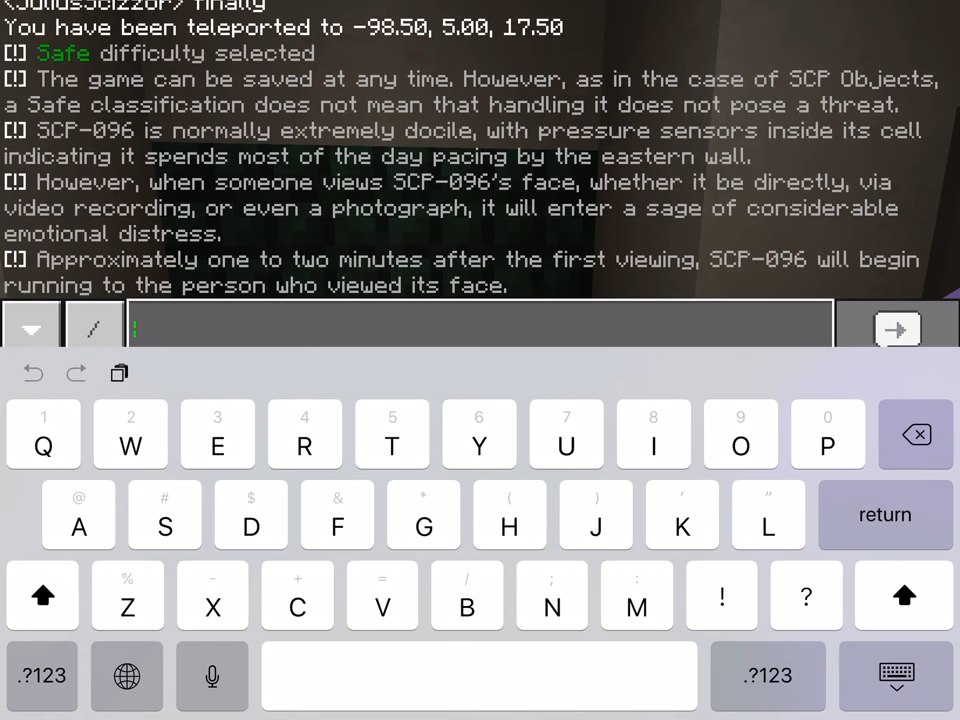 <JuliusScizzor> finally
You have been teleported to -98.50, 5.00, 17.50
[!] Safe difficulty selected
[!] The game can be saved at any time. However, as in the case of SCP Objects,
a Safe classification does not mean that handling it does not pose a threat.
[!] SCP-096 is normally extremely docile, with pressure sensors inside its cell
indicating it spends most of the day pacing by the eastern wall.
[!] However, when someone views SCP-096's face, whether it be directly, via
video recording, or even a photograph, it will enter a sage of considerable
emotional distress.
[!] Approximately one to two minutes after the first viewing, SCP-096 will begin
running to the person who viewed its face.
/
1 2 3 4 5 6 7 8 9 0
Q W E R T Y U I O P
@ # $ & * ( ) ' "
A S D F G H J K L return
% - + = / ; :
Z X C V B N M ! ?
.?123 .?123